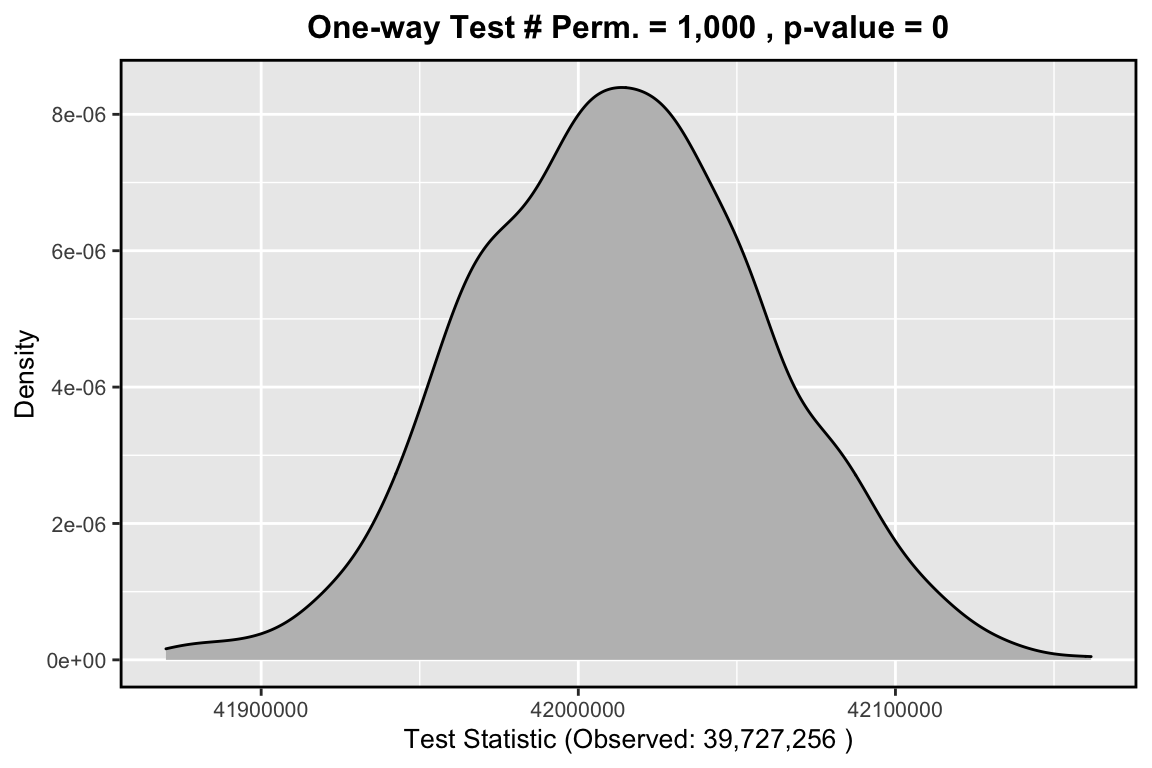 One-way Test # Perm. = 1,000 , p-value = 0
8e-06
6e-06
4e-06
2e-06
0e+00
Density
41900000 42000000 42100000
Test Statistic (Observed: 39,727,256 )